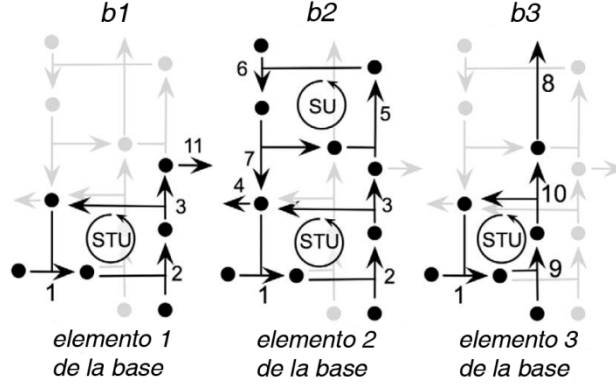 b1
b2
b3
6
SU
5
8
11
7
4
3
3
10
STU
STU
STU
1
2
1
2
1
9
elemento 1
de la base
elemento 2
de la base
elemento 3
de la base